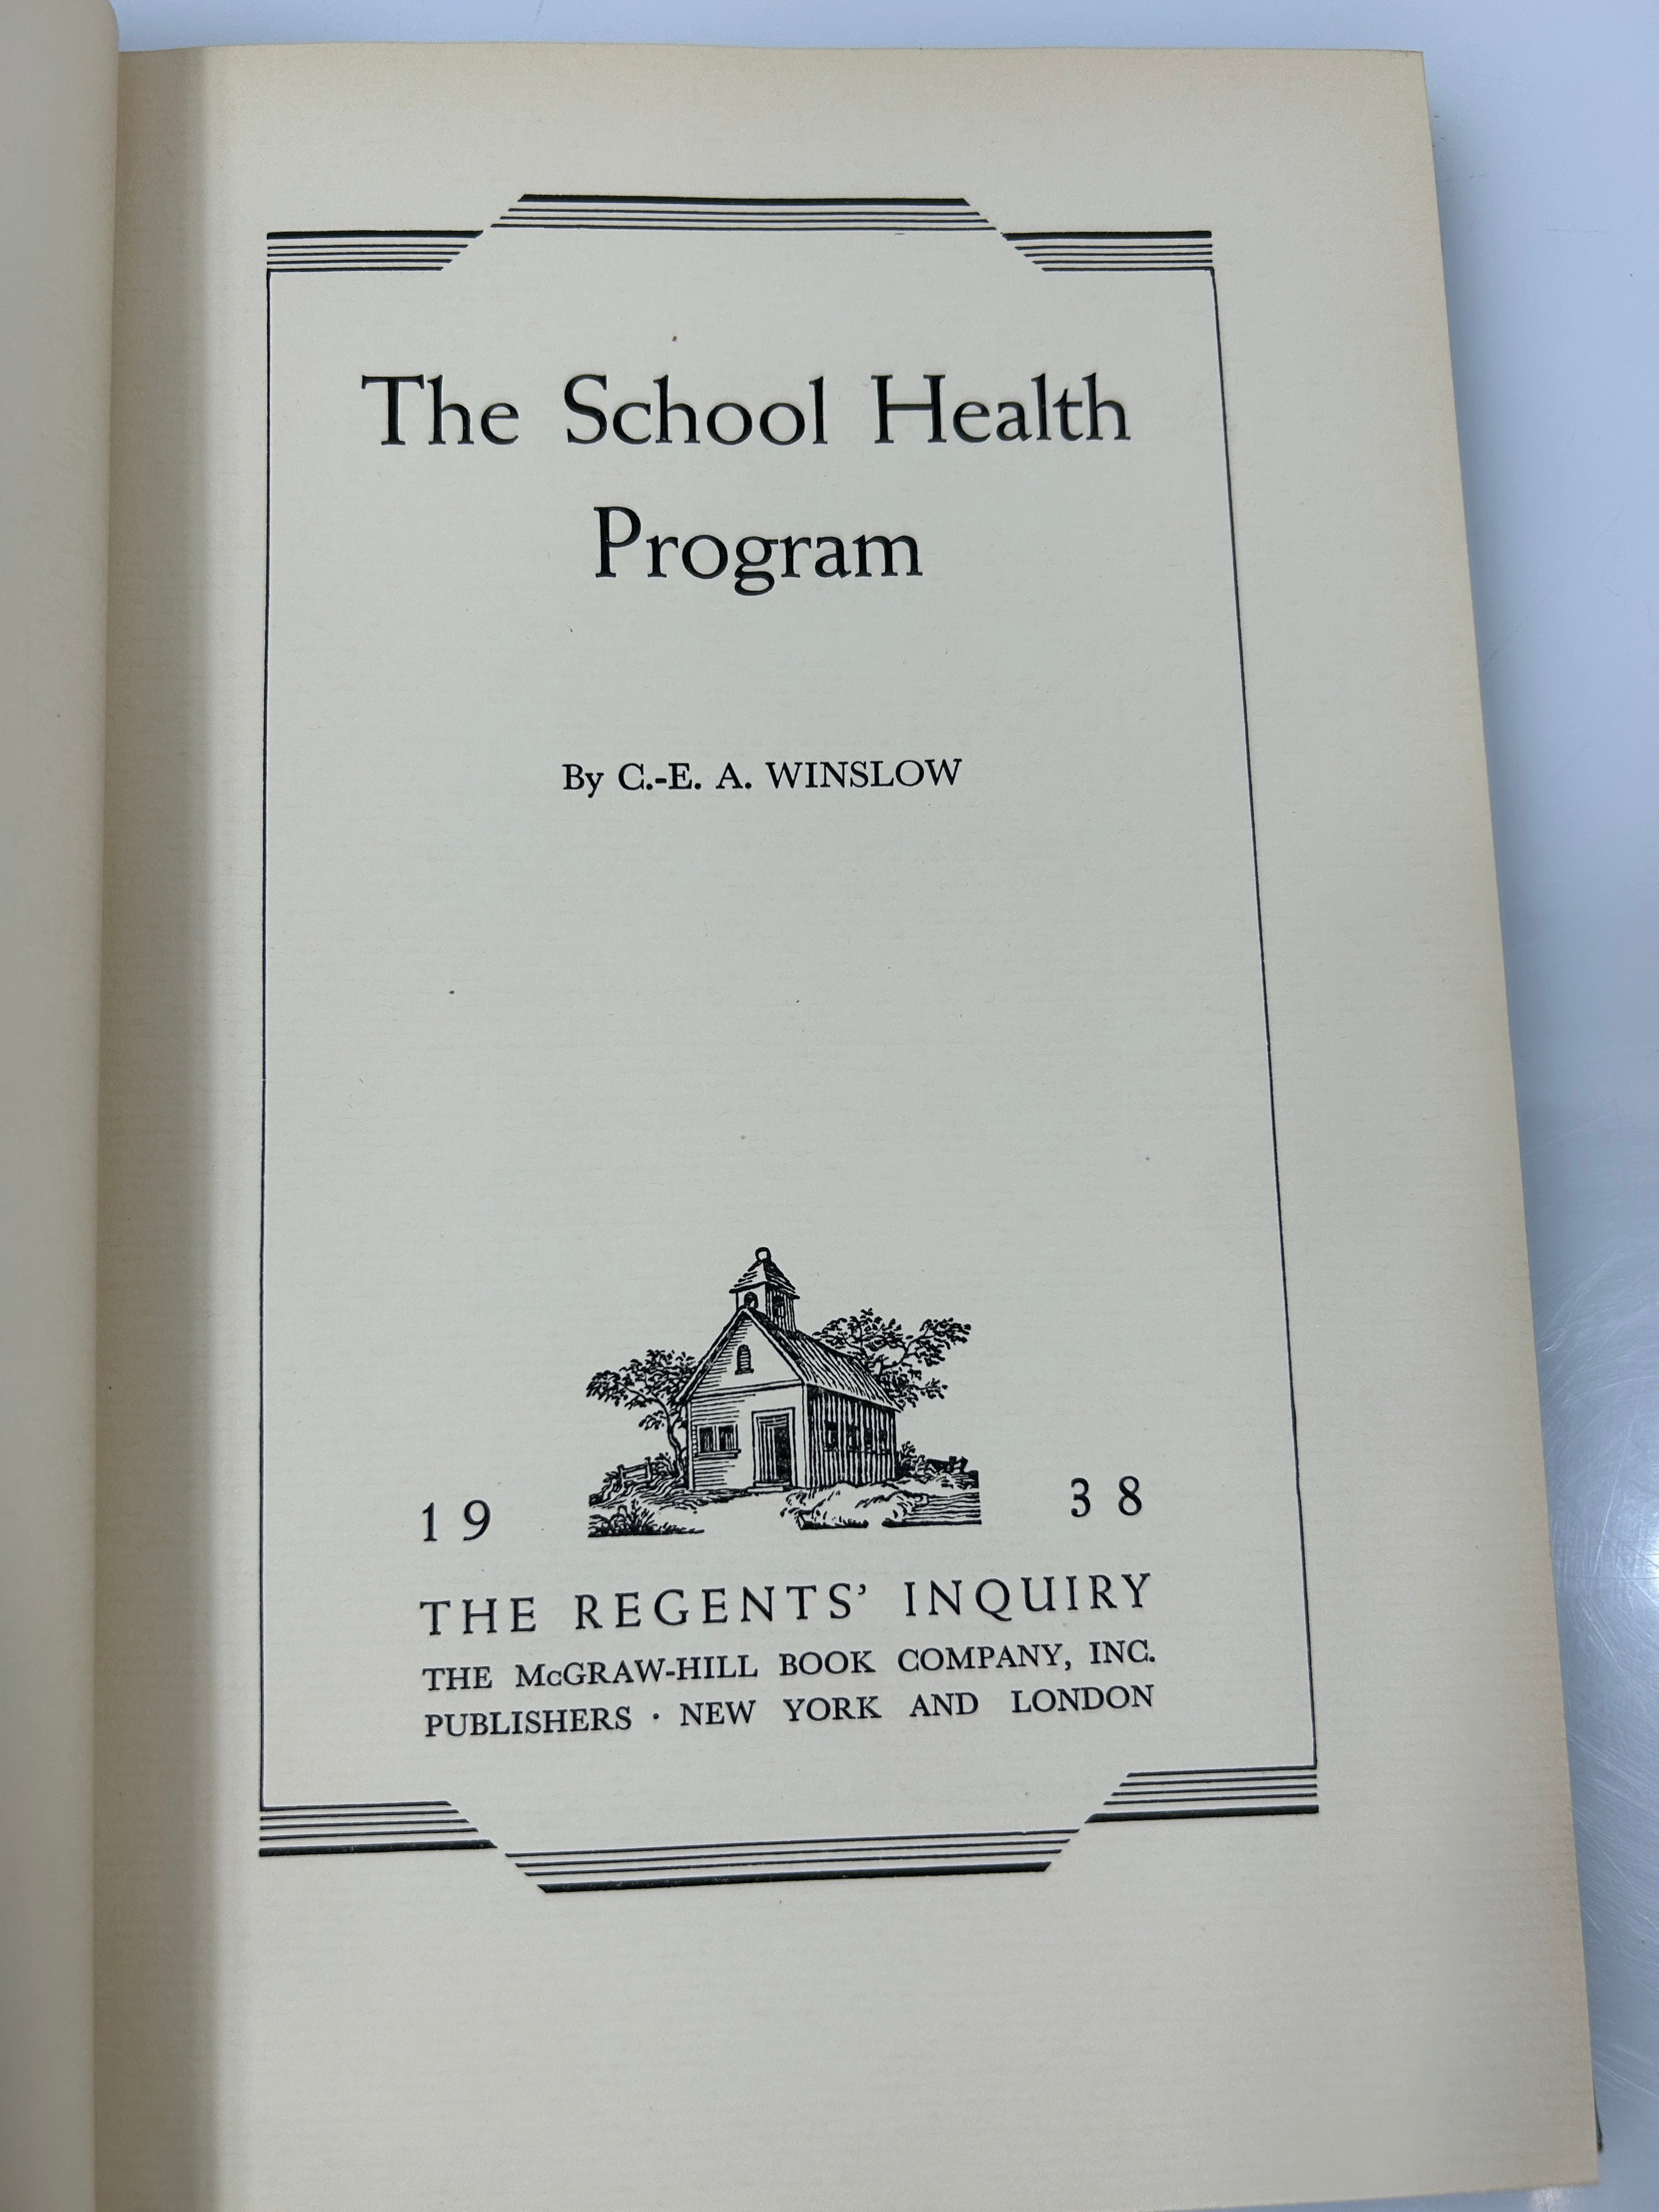 The School Health
Program
By C.-E. A. WINSLOW
19 38
THE REGENTS' INQUIRY
THE McGRAW-HILL BOOK COMPANY, INC.
PUBLISHERS · NEW YORK AND LONDON